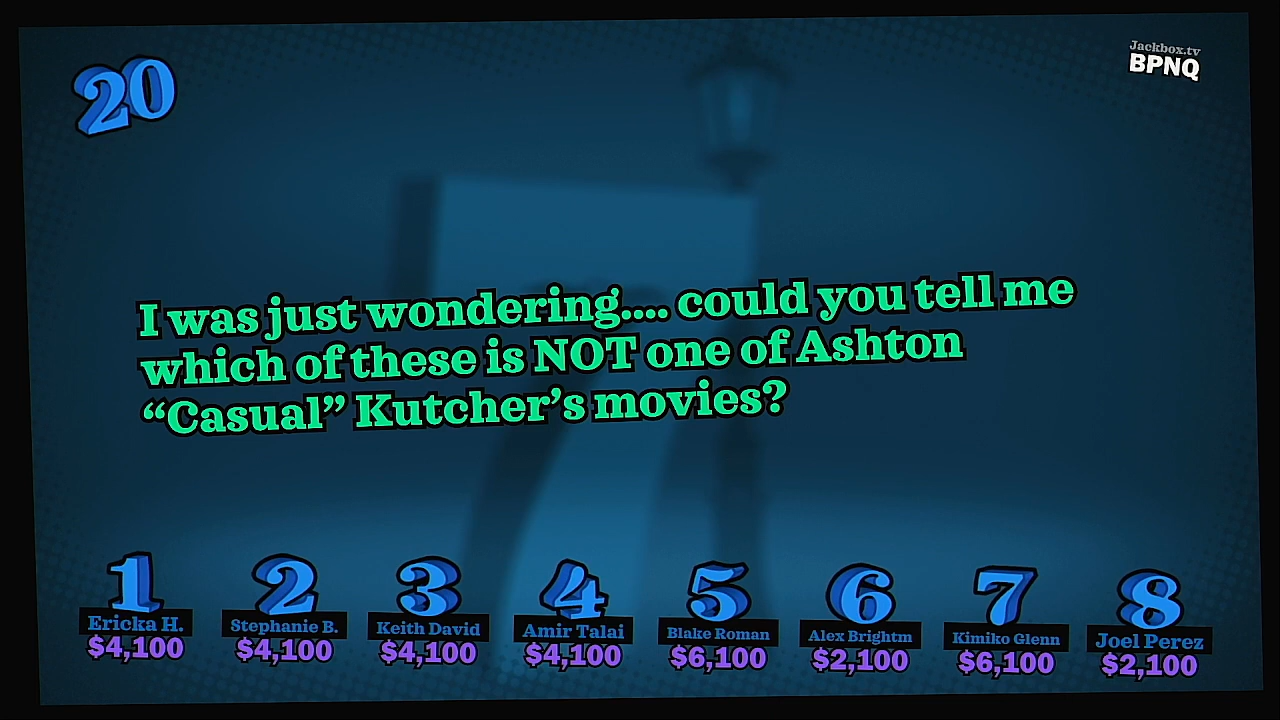 20
Jackbox.tv
BPNQ
I was just wondering.... could you tell me
which of these is NOT one of Ashton
“Casual” Kutcher’s movies?
1 2 3 4 5 6 7 8
Ericka H. Stephanie B. Keith David Amir Talai Blake Roman Alex Brightm Kimiko Glenn Joel Perez
$4,100 $4,100 $4,100 $4,100 $6,100 $2,100 $6,100 $2,100